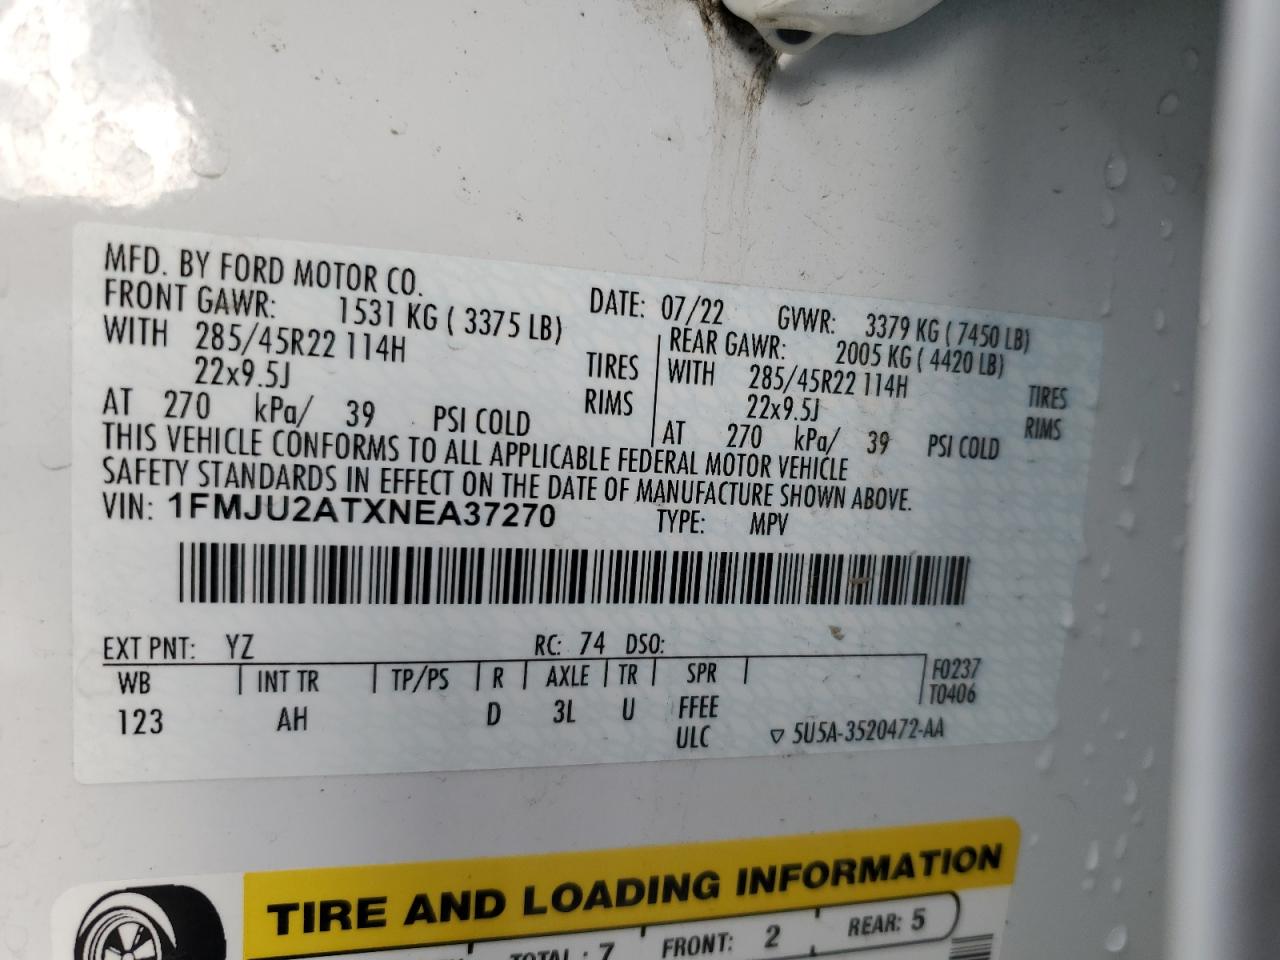 MFD. BY FORD MOTOR CO.
DATE: 07/22 GVWR: 3379 KG ( 7450 LB)
FRONT GAWR: 1531 KG ( 3375 LB) REAR GAWR: 2005 KG ( 4420 LB)
WITH 285/45R22 114H TIRES WITH 285/45R22 114H TIRES
22x9.5J RIMS 22x9.5J RIMS
AT 270 kPa/ 39 PSI COLD AT 270 kPa/ 39 PSI COLD
THIS VEHICLE CONFORMS TO ALL APPLICABLE FEDERAL MOTOR VEHICLE
SAFETY STANDARDS IN EFFECT ON THE DATE OF MANUFACTURE SHOWN ABOVE.
VIN: 1FMJU2ATXNEA37270 TYPE: MPV
EXT PNT: YZ RC: 74 DSO:
WB INT TR TP/PS R AXLE TR SPR F0237
T0406
123 AH D 3L U FFEE
ULC ▽ 5U5A-3520472-AA
TIRE AND LOADING INFORMATION
TOTAL : 7 FRONT: 2 REAR: 5